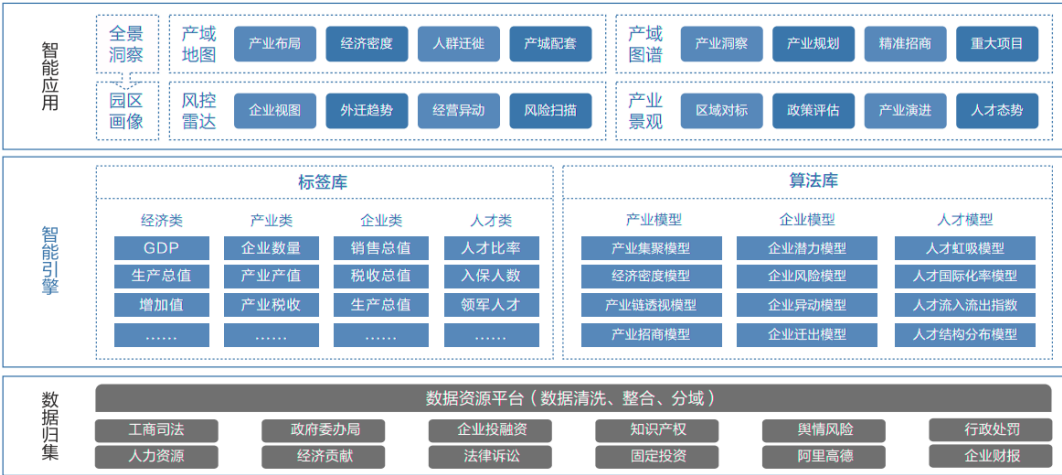 智能应用
全景洞察
产域地图
产业布局 经济密度 人群迁徙 产城配套
产域图谱
产业洞察 产业规划 精准招商 重大项目
园区画像
风控雷达
企业视图 外迁趋势 经营异动 风险扫描
产业景观
区域对标 政策评估 产业演进 人才态势
智能引擎
标签库
经济类 产业类 企业类 人才类
GDP 企业数量 销售总值 人才比率
生产总值 产业产值 税收总值 入保人数
增加值 产业税收 生产总值 领军人才
…… …… …… ……
算法库
产业模型 企业模型 人才模型
产业集聚模型 企业潜力模型 人才虹吸模型
经济密度模型 企业风险模型 人才国际化率模型
产业链透视模型 企业异动模型 人才流入流出指数
产业招商模型 企业迁出模型 人才结构分布模型
数据归集
数据资源平台（数据清洗、整合、分域）
工商司法 政府委办局 企业投融资 知识产权 舆情风险 行政处罚
人力资源 经济贡献 法律诉讼 固定投资 阿里高德 企业财报